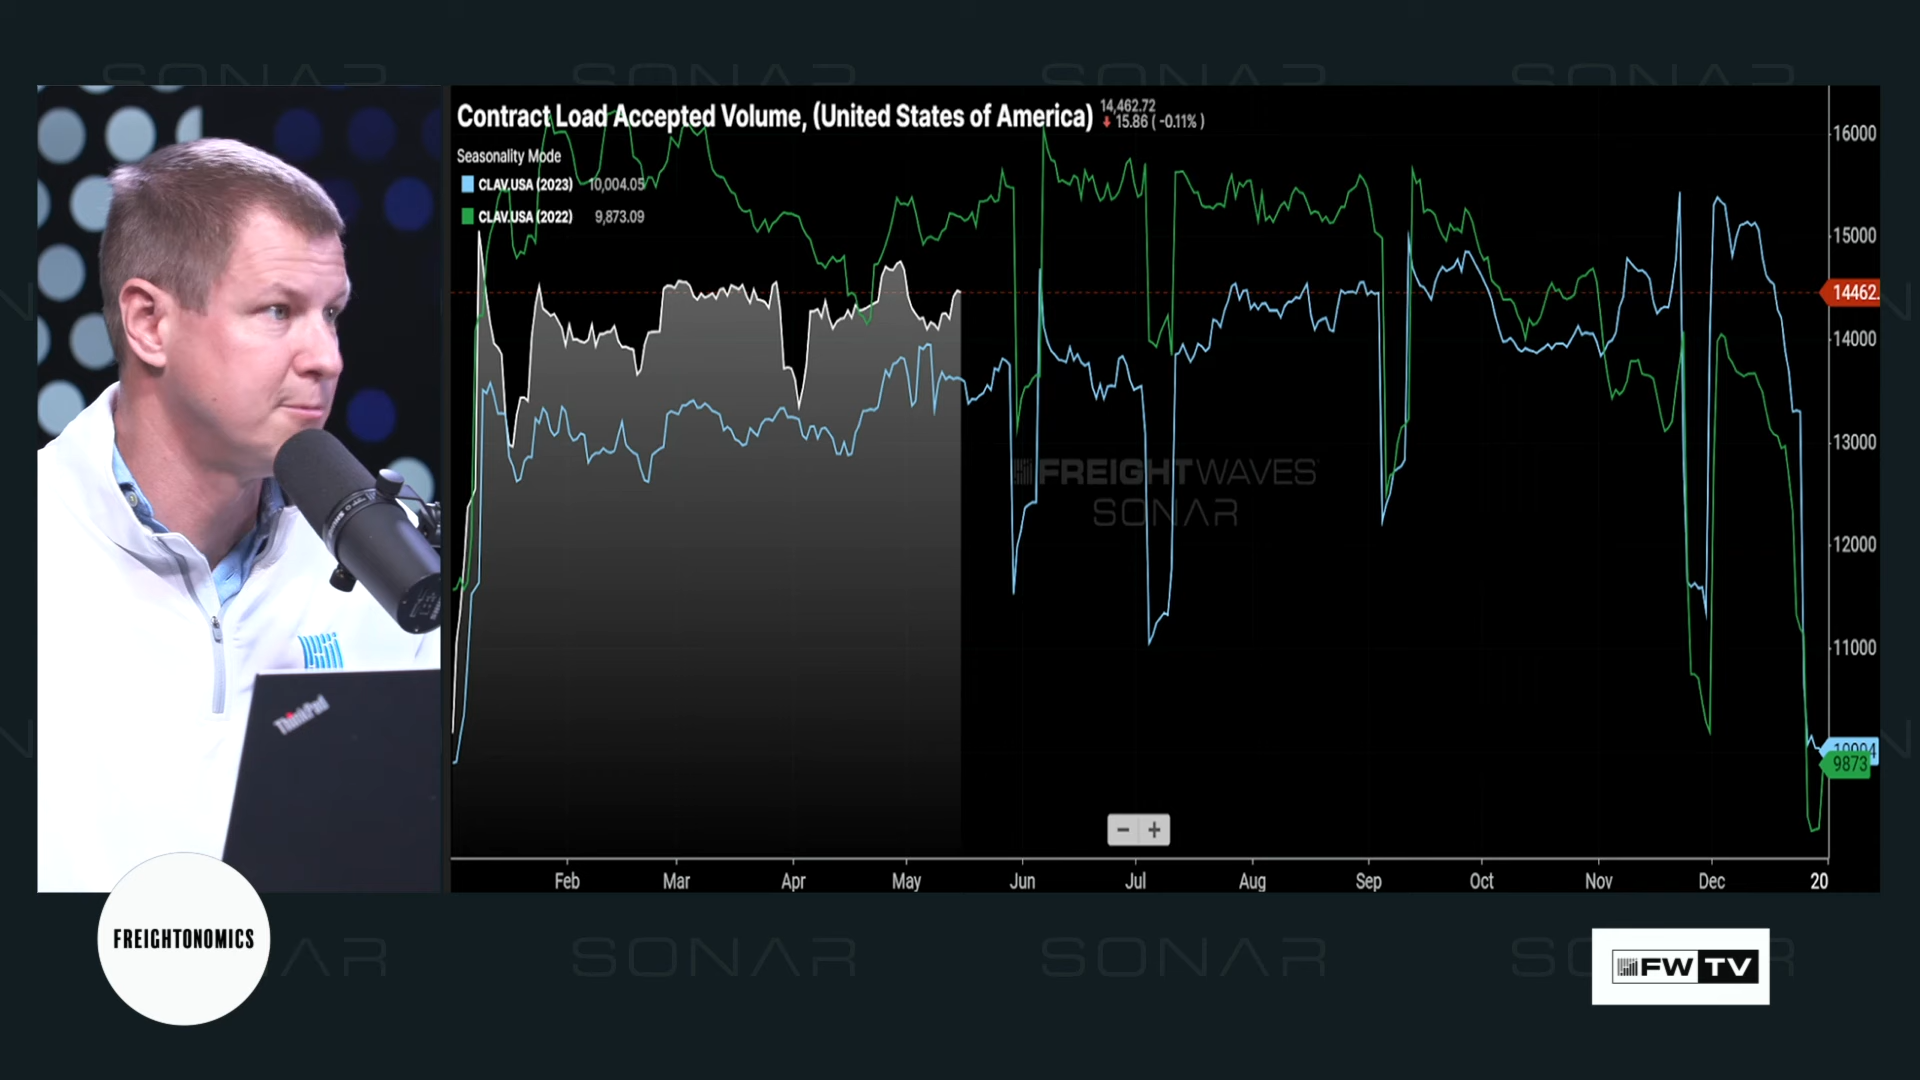 SONAR SONAR SONAR SONAR
Contract Load Accepted Volume, (United States of America)
14,462.72
15.86 ( -0.11% )
Seasonality Mode
CLAV.USA (2023) 10,004.05
CLAV.USA (2022) 9,873.09
16000
15000
14462.
14000
13000
12000
11000
10004
9873
FREIGHTWAVES
SONAR
− +
Feb Mar Apr May Jun Jul Aug Sep Oct Nov Dec 20
ThinkPad
FREIGHTONOMICS
SONAR SONAR
FWTV